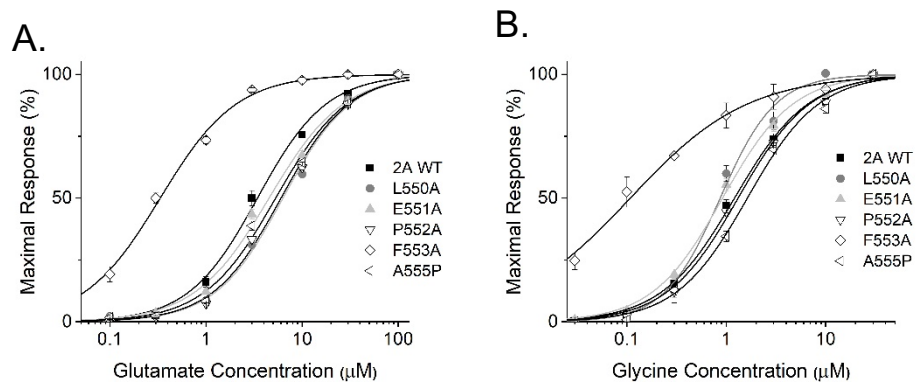 A.
Maximal Response (%)
100
50
0
0.1
1
10
100
Glutamate Concentration (μM)
2A WT
L550A
E551A
P552A
F553A
A555P
B.
Maximal Response (%)
100
50
0
0.1
1
10
Glycine Concentration (μM)
2A WT
L550A
E551A
P552A
F553A
A555P